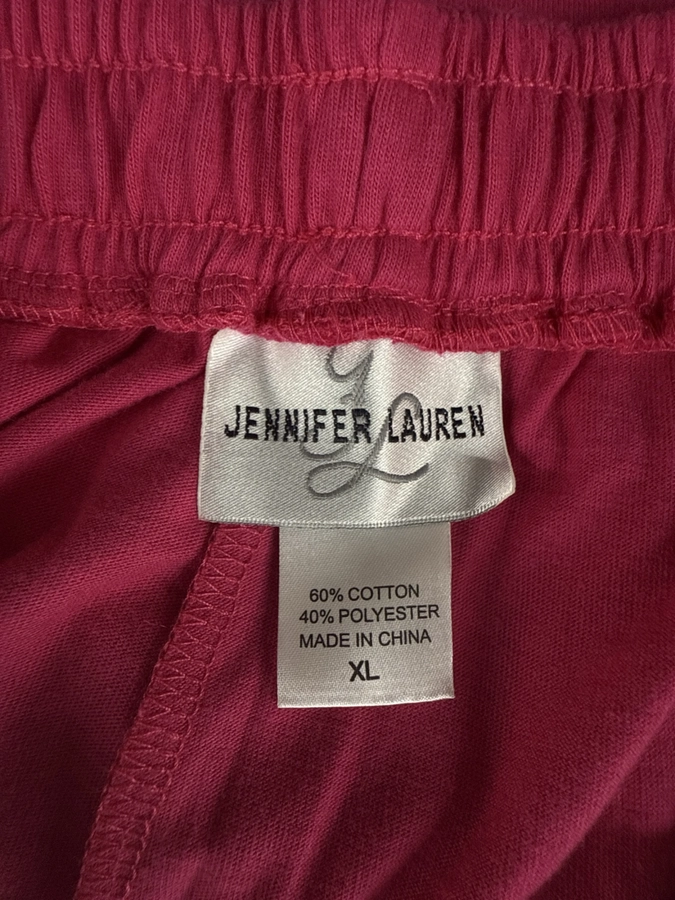 JL
JENNIFER LAUREN
60% COTTON
40% POLYESTER
MADE IN CHINA
XL